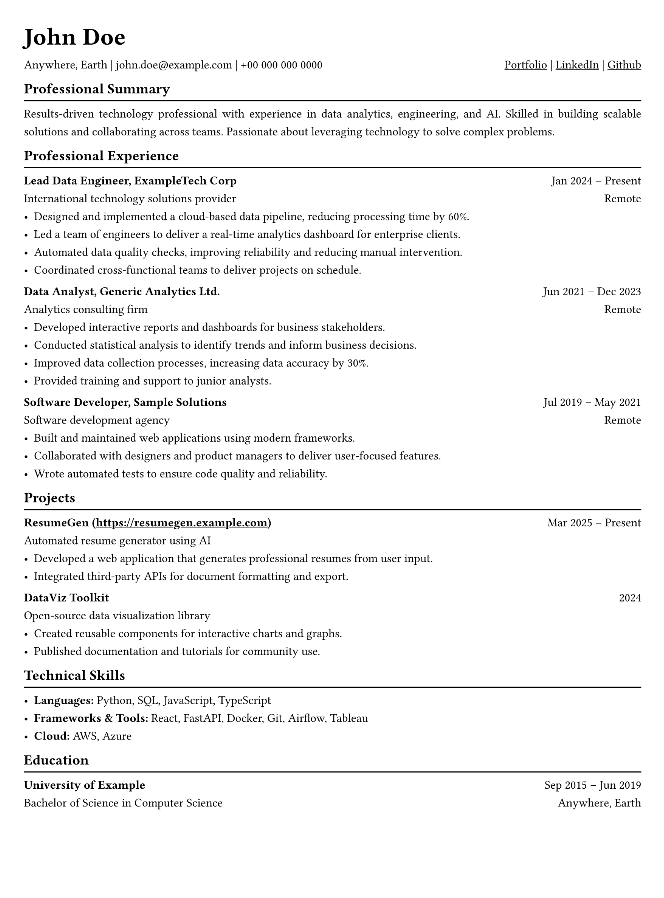 John Doe
Anywhere, Earth | john.doe@example.com | +00 000 000 0000 Portfolio | LinkedIn | Github
Professional Summary
Results-driven technology professional with experience in data analytics, engineering, and AI. Skilled in building scalable
solutions and collaborating across teams. Passionate about leveraging technology to solve complex problems.
Professional Experience
Lead Data Engineer, ExampleTech Corp Jan 2024 – Present
International technology solutions provider Remote
• Designed and implemented a cloud-based data pipeline, reducing processing time by 60%.
• Led a team of engineers to deliver a real-time analytics dashboard for enterprise clients.
• Automated data quality checks, improving reliability and reducing manual intervention.
• Coordinated cross-functional teams to deliver projects on schedule.
Data Analyst, Generic Analytics Ltd. Jun 2021 – Dec 2023
Analytics consulting firm Remote
• Developed interactive reports and dashboards for business stakeholders.
• Conducted statistical analysis to identify trends and inform business decisions.
• Improved data collection processes, increasing data accuracy by 30%.
• Provided training and support to junior analysts.
Software Developer, Sample Solutions Jul 2019 – May 2021
Software development agency Remote
• Built and maintained web applications using modern frameworks.
• Collaborated with designers and product managers to deliver user-focused features.
• Wrote automated tests to ensure code quality and reliability.
Projects
ResumeGen (https://resumegen.example.com) Mar 2025 – Present
Automated resume generator using AI
• Developed a web application that generates professional resumes from user input.
• Integrated third-party APIs for document formatting and export.
DataViz Toolkit 2024
Open-source data visualization library
• Created reusable components for interactive charts and graphs.
• Published documentation and tutorials for community use.
Technical Skills
• Languages: Python, SQL, JavaScript, TypeScript
• Frameworks & Tools: React, FastAPI, Docker, Git, Airflow, Tableau
• Cloud: AWS, Azure
Education
University of Example Sep 2015 – Jun 2019
Bachelor of Science in Computer Science Anywhere, Earth